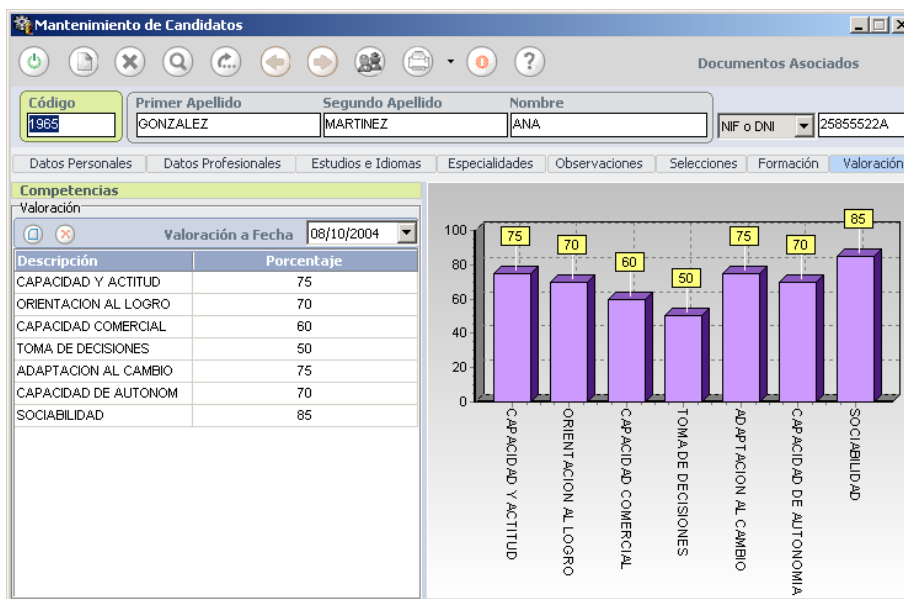 Mantenimiento de Candidatos
Documentos Asociados
Código Primer Apellido Segundo Apellido Nombre
1965 GONZALEZ MARTINEZ ANA NIF o DNI 25855522A
Datos Personales Datos Profesionales Estudios e Idiomas Especialidades Observaciones Selecciones Formación Valoración
Competencias
Valoración
Valoración a Fecha 08/10/2004
Descripción Porcentaje
CAPACIDAD Y ACTITUD 75
ORIENTACION AL LOGRO 70
CAPACIDAD COMERCIAL 60
TOMA DE DECISIONES 50
ADAPTACION AL CAMBIO 75
CAPACIDAD DE AUTONOM 70
SOCIABILIDAD 85
75 70 60 50 75 70 85
100
80
60
40
20
0
CAPACIDAD Y ACTITUD
ORIENTACION AL LOGRO
CAPACIDAD COMERCIAL
TOMA DE DECISIONES
ADAPTACION AL CAMBIO
CAPACIDAD DE AUTONOMIA
SOCIABILIDAD